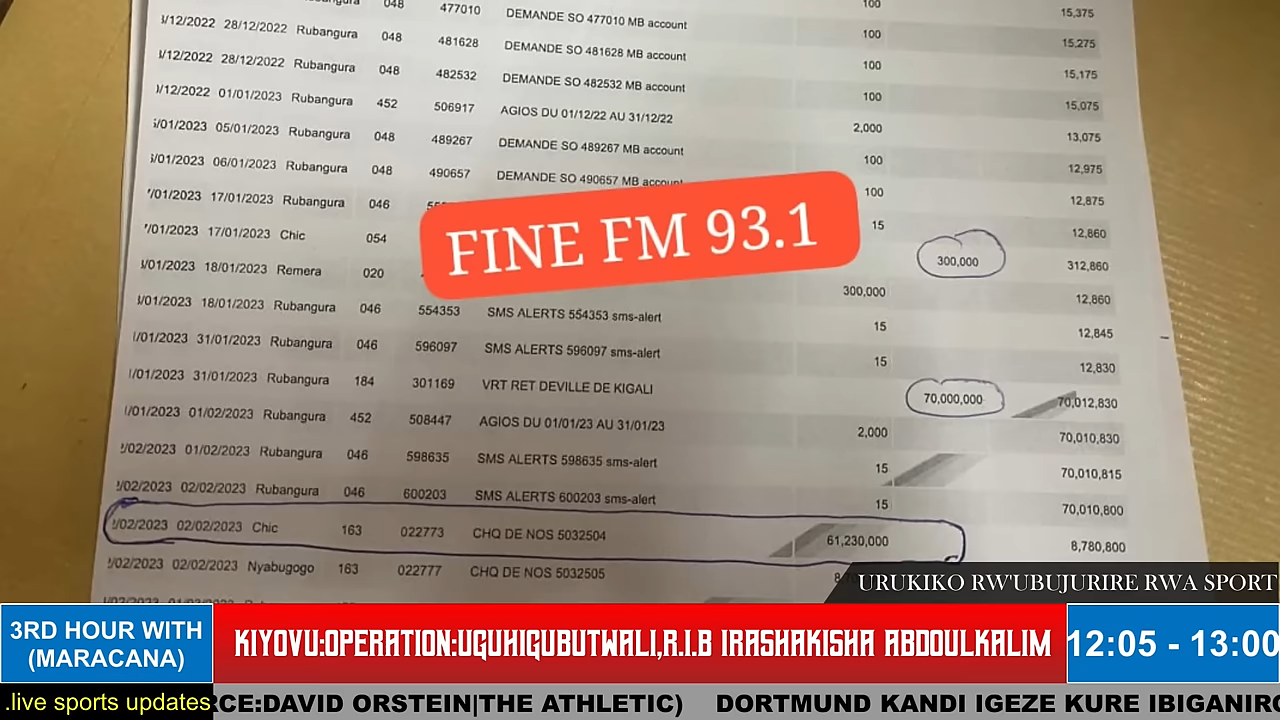 048 477010 DEMANDE SO 477010 MB account 100 15,375
/12/2022 28/12/2022 Rubangura 048 481628 DEMANDE SO 481628 MB account 100 15,275
/12/2022 28/12/2022 Rubangura 048 482532 DEMANDE SO 482532 MB account 100 15,175
/12/2022 01/01/2023 Rubangura 452 506917 AGIOS DU 01/12/22 AU 31/12/22 100 15,075
/01/2023 05/01/2023 Rubangura 048 489267 DEMANDE SO 489267 MB account 2,000 13,075
/01/2023 06/01/2023 Rubangura 048 490657 DEMANDE SO 490657 MB account 100 12,975
/01/2023 17/01/2023 Rubangura 046 100 12,875
/01/2023 17/01/2023 Chic 054 15 12,860
/01/2023 18/01/2023 Remera 020 300,000 312,860
/01/2023 18/01/2023 Rubangura 046 554353 SMS ALERTS 554353 sms-alert 300,000 12,860
/01/2023 31/01/2023 Rubangura 046 596097 SMS ALERTS 596097 sms-alert 15 12,845
/01/2023 31/01/2023 Rubangura 184 301169 VRT RET DEVILLE DE KIGALI 15 12,830
70,000,000 70,012,830
/01/2023 01/02/2023 Rubangura 452 508447 AGIOS DU 01/01/23 AU 31/01/23 2,000 70,010,830
/02/2023 01/02/2023 Rubangura 046 598635 SMS ALERTS 598635 sms-alert 15 70,010,815
/02/2023 02/02/2023 Rubangura 046 600203 SMS ALERTS 600203 sms-alert 15 70,010,800
/02/2023 02/02/2023 Chic 163 022773 CHQ DE NOS 5032504 61,230,000 8,780,800
/02/2023 02/02/2023 Nyabugogo 163 022777 CHQ DE NOS 5032505
FINE FM 93.1
URUKIKO RW'UBUJURIRE RWA SPORT
3RD HOUR WITH
(MARACANA)
KIYOVU:OPERATION:UGUHIGUBUTWALI,R.I.B IRASHAKISHA ABDOULKALIM
12:05 - 13:00
.live sports updates
RCE:DAVID ORSTEIN|THE ATHLETIC) DORTMUND KANDI IGEZE KURE IBIGANIRO